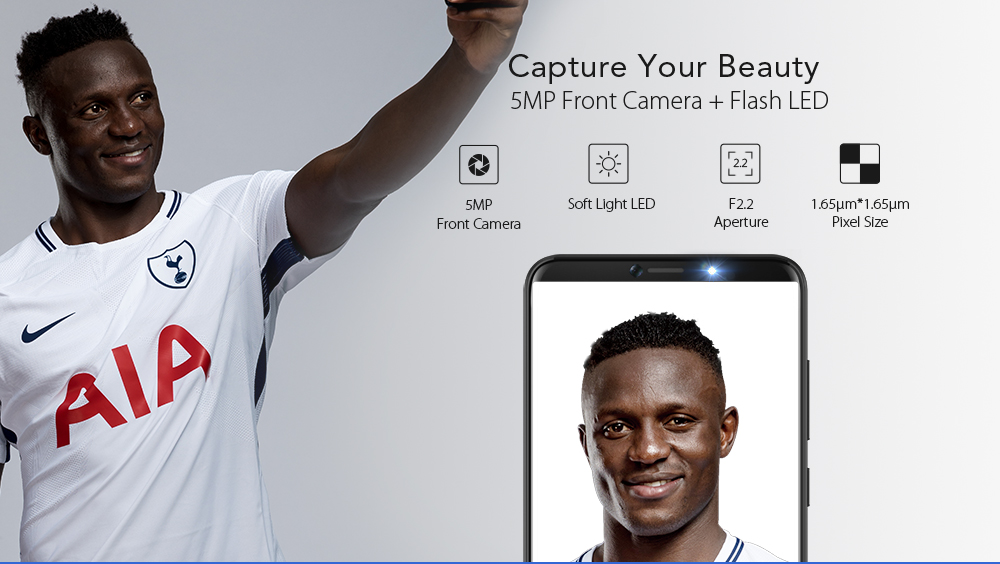 Capture Your Beauty
5MP Front Camera + Flash LED
2.2
5MP
Front Camera
Soft Light LED
F2.2
Aperture
1.65μm*1.65μm
Pixel Size
AIA